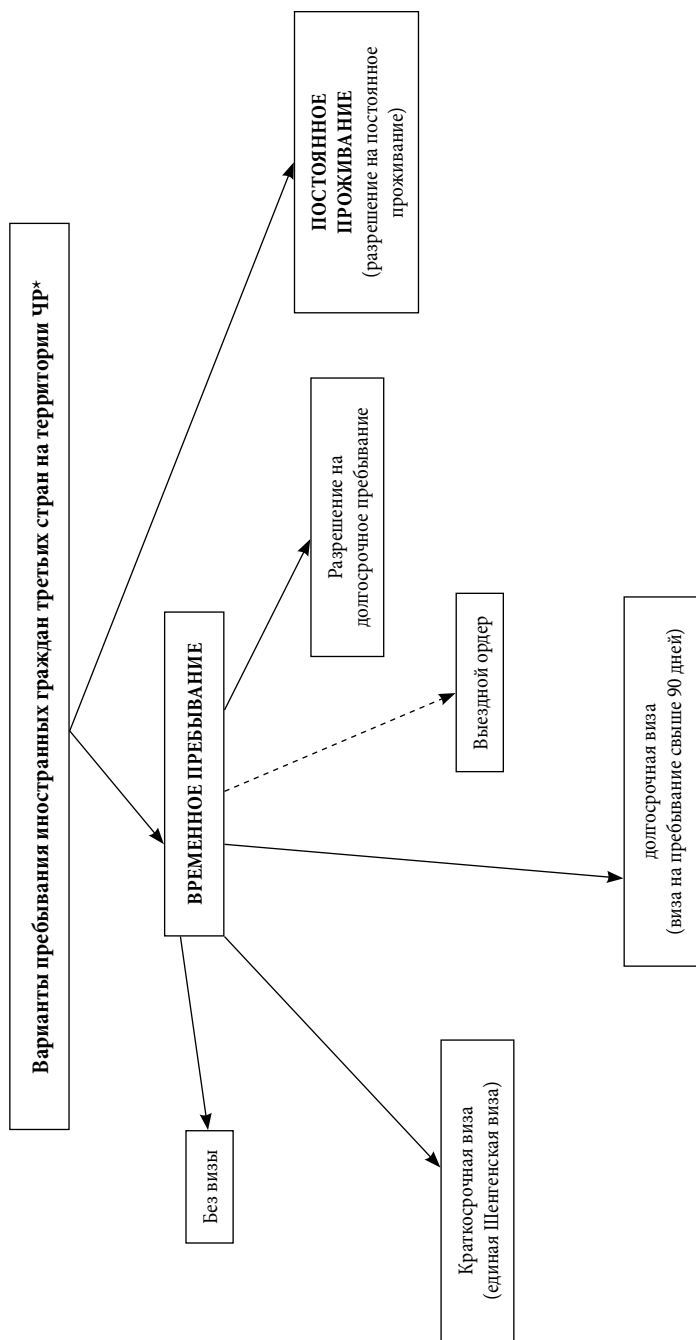 Варианты пребывания иностранных граждан третьих стран на территории ЧР*
ВРЕМЕННОЕ ПРЕБЫВАНИЕ
ПОСТОЯННОЕ
ПРОЖИВАНИЕ
(разрешение на постоянное
проживание)
Без визы
Краткосрочная виза
(единая Шенгенская виза)
долгосрочная виза
(виза на пребывание свыше 90 дней)
Выездной ордер
Разрешение на
долгосрочное пребывание